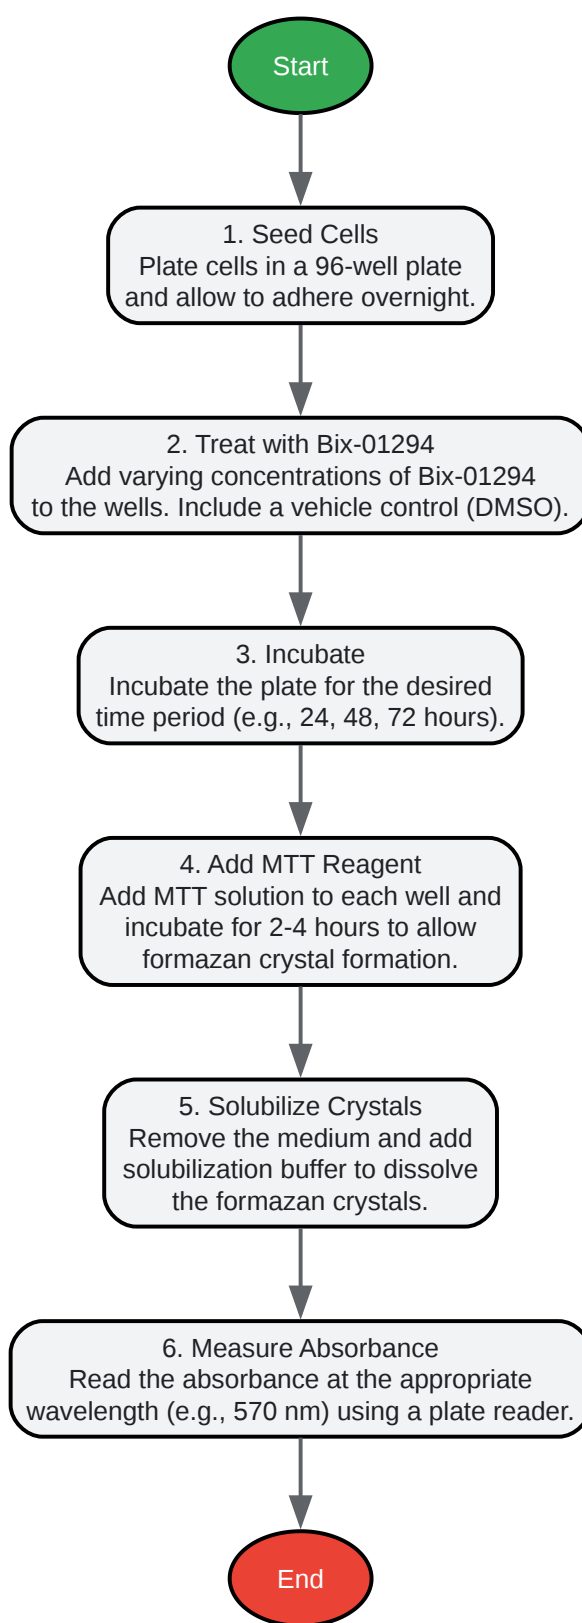 Start
1. Seed Cells
Plate cells in a 96-well plate
and allow to adhere overnight.
2. Treat with Bix-01294
Add varying concentrations of Bix-01294
to the wells. Include a vehicle control (DMSO).
3. Incubate
Incubate the plate for the desired
time period (e.g., 24, 48, 72 hours).
4. Add MTT Reagent
Add MTT solution to each well and
incubate for 2-4 hours to allow
formazan crystal formation.
5. Solubilize Crystals
Remove the medium and add
solubilization buffer to dissolve
the formazan crystals.
6. Measure Absorbance
Read the absorbance at the appropriate
wavelength (e.g., 570 nm) using a plate reader.
End